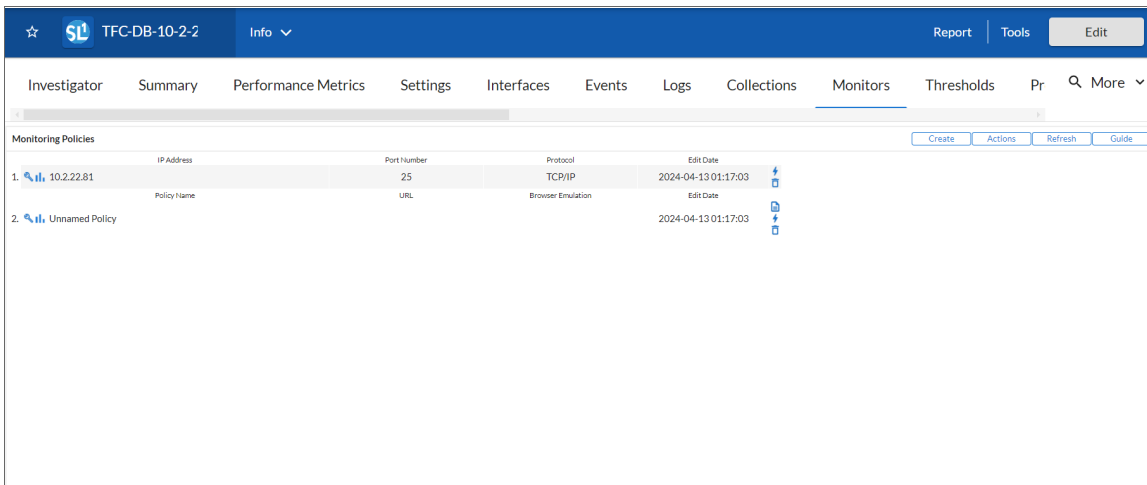 SL1 TFC-DB-10-2-2 Info Report Tools Edit
Investigator Summary Performance Metrics Settings Interfaces Events Logs Collections Monitors Thresholds Pr More
Monitoring Policies Create Actions Refresh Guide
IP Address Port Number Protocol Edit Date
1. 10.2.22.81 25 TCP/IP 2024-04-13 01:17:03
Policy Name URL Browser Emulation Edit Date
2. Unnamed Policy 2024-04-13 01:17:03